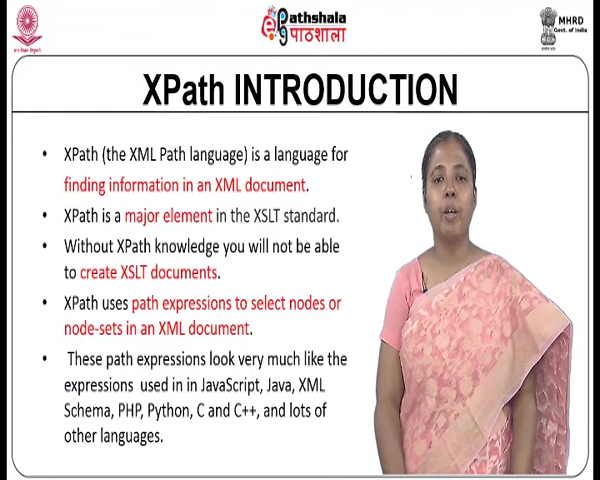 Pathshala
पाठशाला
MHRD
Govt. of India
XPath INTRODUCTION
• XPath (the XML Path language) is a language for
finding information in an XML document.
• XPath is a major element in the XSLT standard.
• Without XPath knowledge you will not be able
to create XSLT documents.
• XPath uses path expressions to select nodes or
node-sets in an XML document.
• These path expressions look very much like the
expressions used in in JavaScript, Java, XML
Schema, PHP, Python, C and C++, and lots of
other languages.